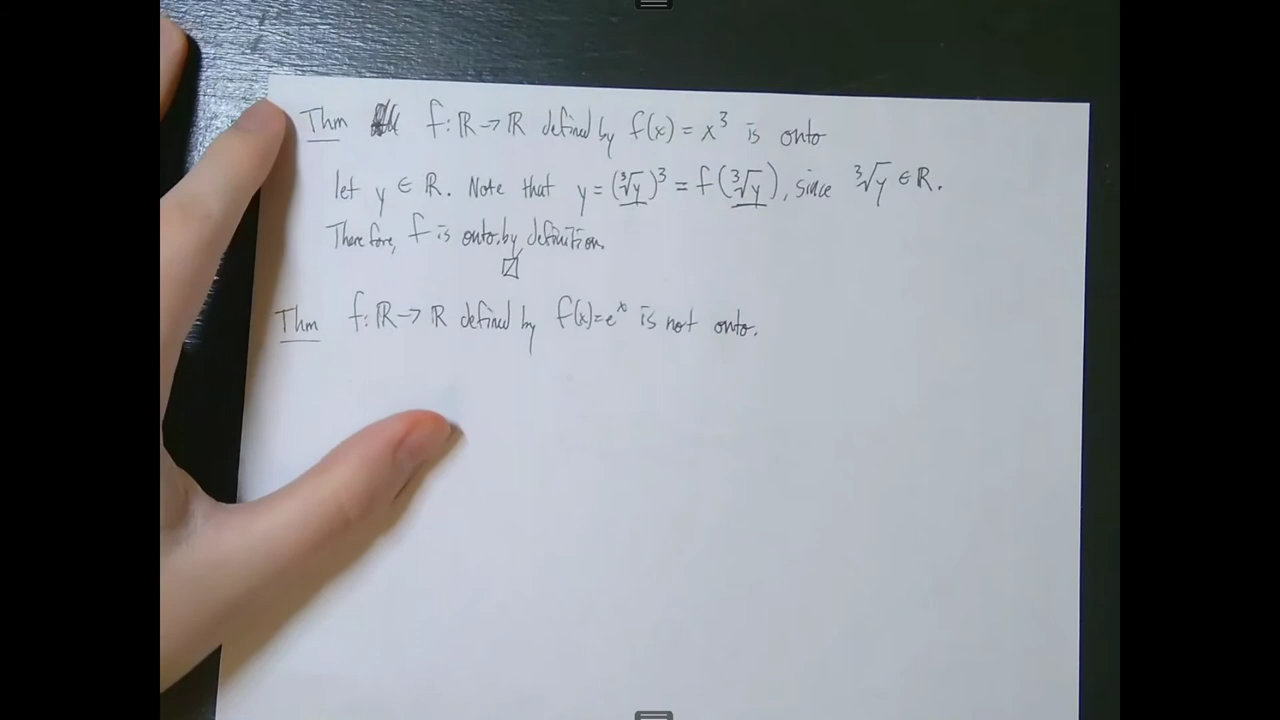 Thm f: ℝ → ℝ defined by f(x) = x³ is onto
let y ∈ ℝ. Note that y = (∛y)³ = f(∛y), since ∛y ∈ ℝ.
Therefore, f is onto. by definition.
Thm f: ℝ → ℝ defined by f(x) = eˣ is not onto.